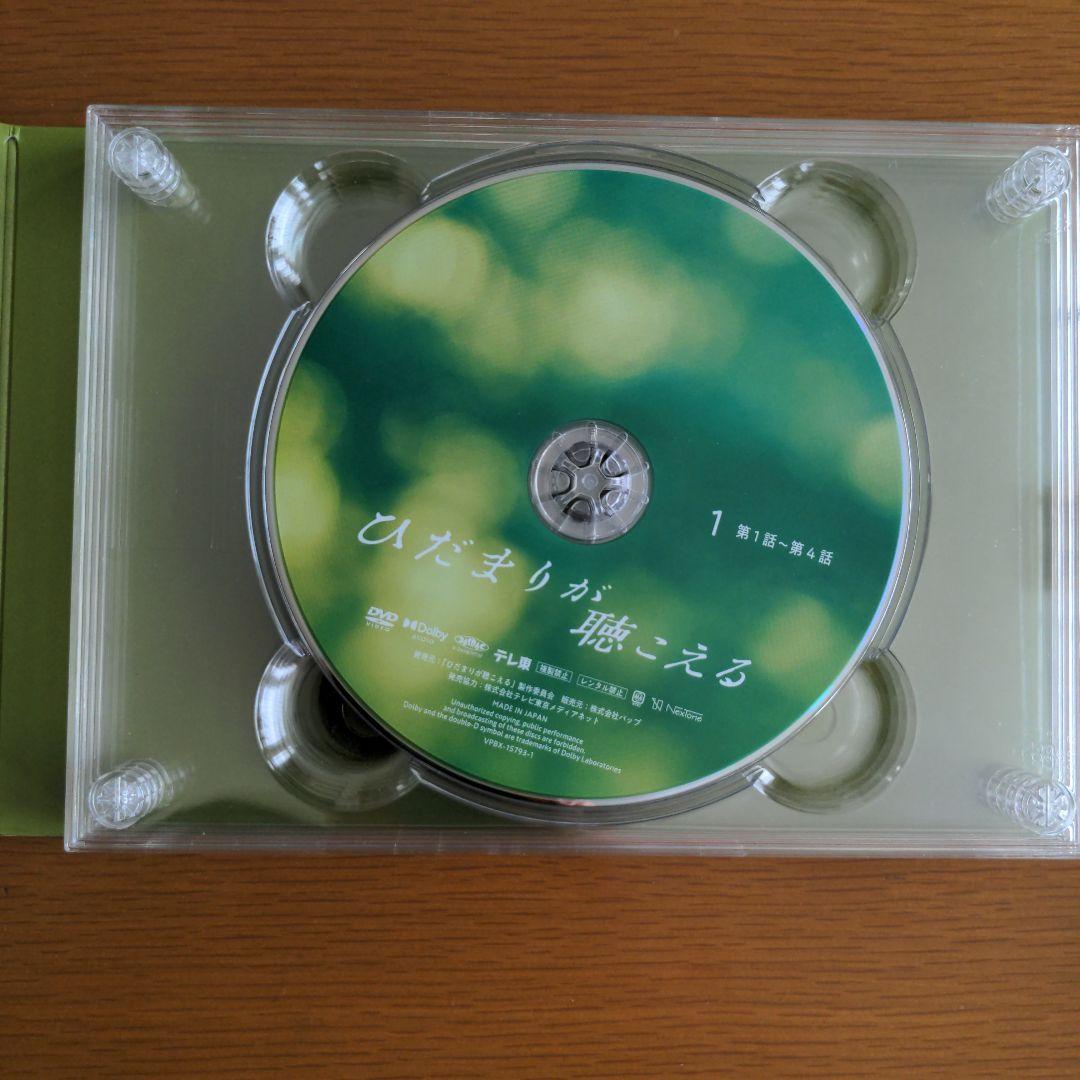 1 第1話～第4話
ひだまりが
聴こえる
DVD VIDEO Dolby AUDIO テレ東 複製禁止 レンタル禁止 NexTone
発売元：「ひだまりが聴こえる」製作委員会 販売元：株式会社バップ
発売協力：株式会社テレビ東京メディアネット
MADE IN JAPAN
Unauthorized copying, public performance
and broadcasting of these discs are forbidden.
Dolby and the double-D symbol are trademarks of Dolby Laboratories
VPBX-15793-1